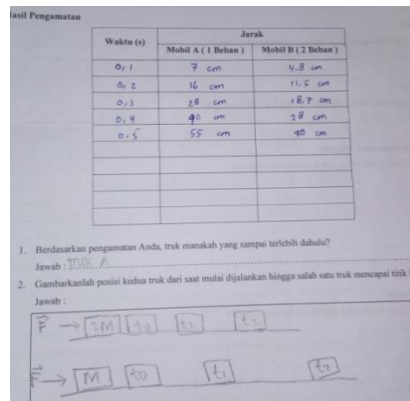 Hasil Pengamatan
Waktu (s) Jarak
Mobil A ( 1 Beban ) Mobil B ( 2 Beban )
0,1 7 cm 4.8 cm
0,2 16 cm 11.5 cm
0,3 28 cm 18.7 cm
0.4 40 cm 28 cm
0.5 55 cm 40 cm
1. Berdasarkan pengamatan Anda, truk manakah yang sampai terlebih dahulu?
Jawab : Truk A
2. Gambarkanlah posisi kedua truk dari saat mulai dijalankan hingga salah satu truk mencapai titik
Jawab :
F → 2M t0 t1 t2
F → M t0 t1 t2